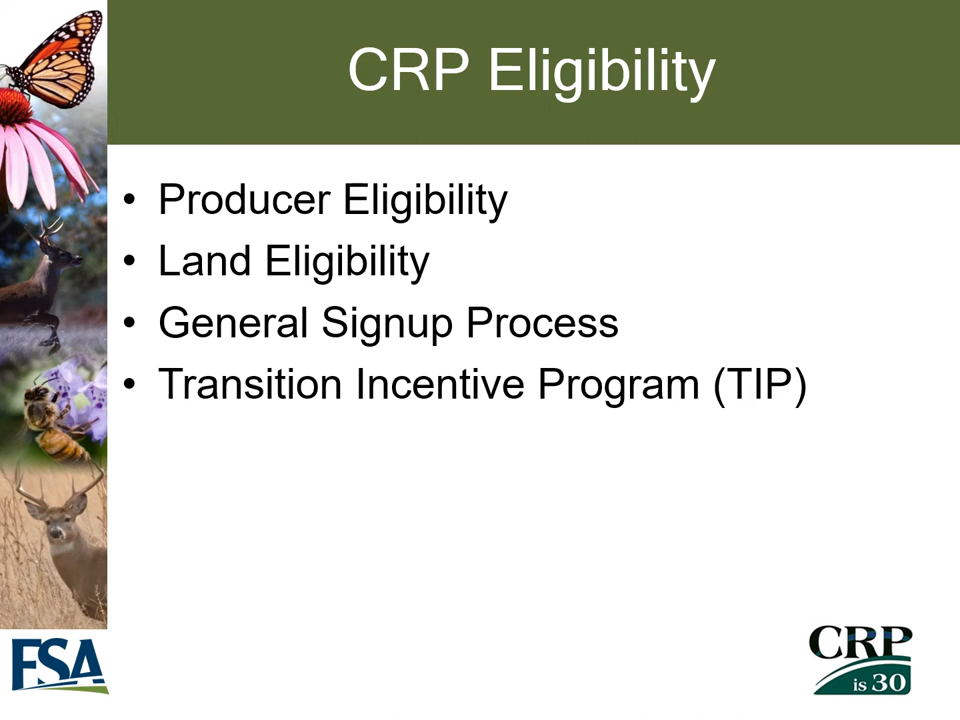 CRP Eligibility
• Producer Eligibility
• Land Eligibility
• General Signup Process
• Transition Incentive Program (TIP)
FSA
CRP
is 30